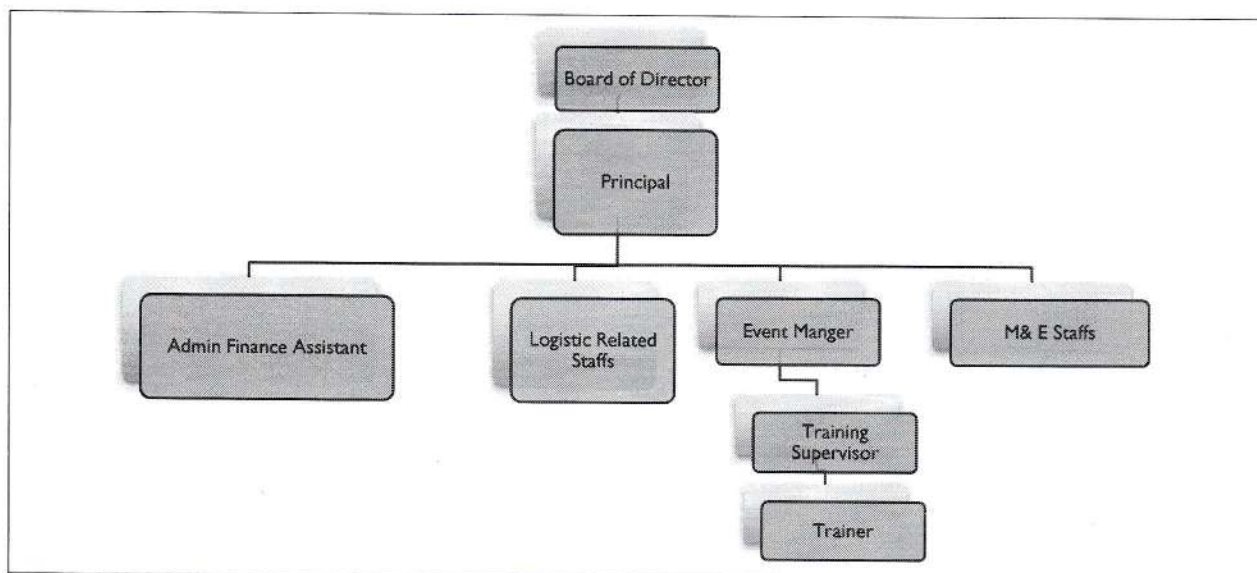 Board of Director
Principal
Admin Finance Assistant
Logistic Related
Staffs
Event Manger
M& E Staffs
Training
Supervisor
Trainer